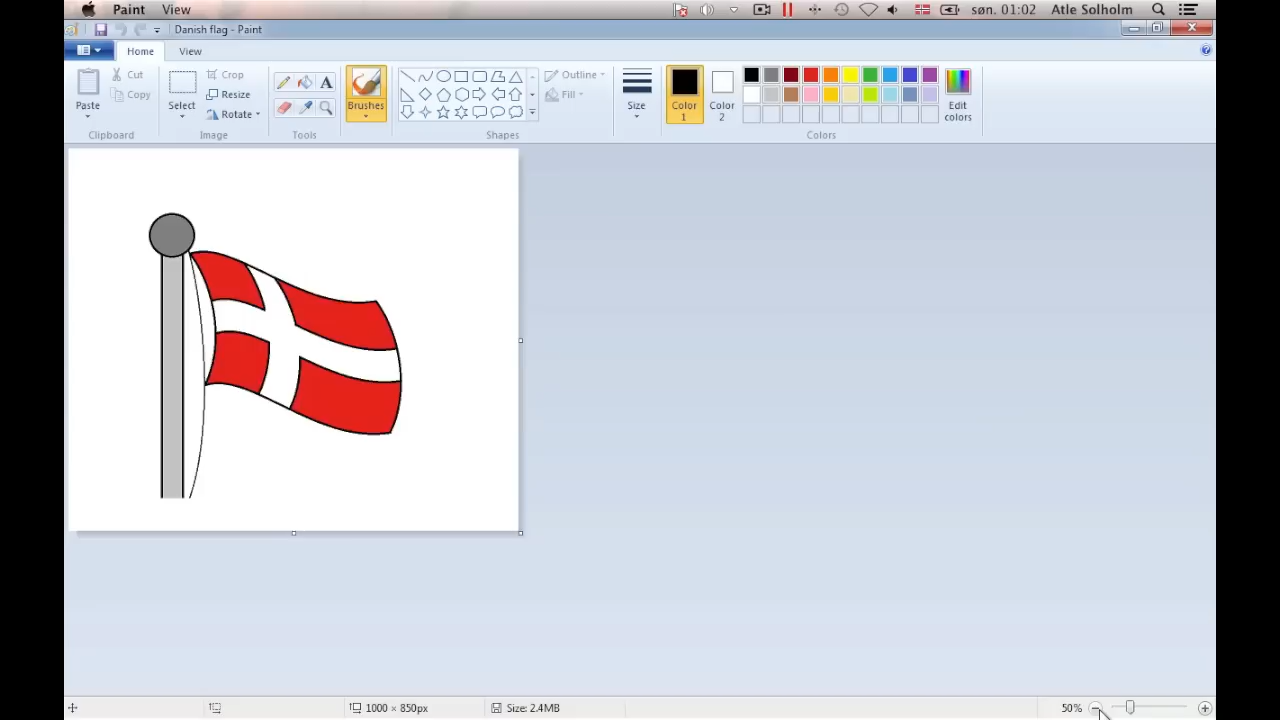 Paint View søn. 01:02 Atle Solholm
Danish flag - Paint
Home View
Paste
Cut
Copy
Clipboard
Select
Crop
Resize
Rotate
Image
A
Tools
Brushes
Shapes
Outline
Fill
Size
Color 1
Color 2
Edit colors
Colors
1000 × 850px Size: 2.4MB 50%